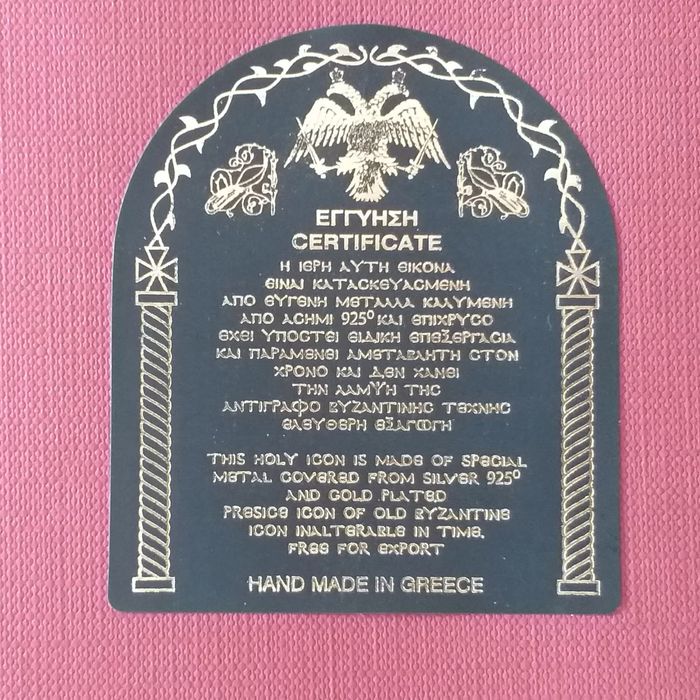 ΕΓΓΥΗΣΗ
CERTIFICATE
Η ΙΕΡΗ ΑΥΤΗ ΕΙΚΟΝΑ
ΕΙΝΑΙ ΚΑΤΑΣΚΕΥΑΣΜΕΝΗ
ΑΠΟ ΕΥΓΕΝΗ ΜΕΤΑΛΛΑ ΚΑΛΥΜΕΝΗ
ΑΠΟ ΑΣΗΜΙ 925⁰ ΚΑΙ ΕΠΙΧΡΥΣΟ
ΕΧΕΙ ΥΠΟΣΤΕΙ ΕΙΔΙΚΗ ΕΠΕΞΕΡΓΑΣΙΑ
ΚΑΙ ΠΑΡΑΜΕΝΕΙ ΑΜΕΤΑΒΛΗΤΗ ΣΤΟΝ
ΧΡΟΝΟ ΚΑΙ ΔΕΝ ΧΑΝΕΙ
ΤΗΝ ΛΑΜΨΗ ΤΗΣ
ΑΝΤΙΓΡΑΦΟ ΒΥΖΑΝΤΙΝΗΣ ΤΕΧΝΗΣ
ΕΛΕΥΘΕΡΗ ΕΞΑΓΩΓΗ
THIS HOLY ICON IS MADE OF SPECIAL
METAL COVERED FROM SILVER 925⁰
AND GOLD PLATED
PRESICE ICON OF OLD BYZANTINE
ICON INALTERABLE IN TIME.
FREE FOR EXPORT
HAND MADE IN GREECE